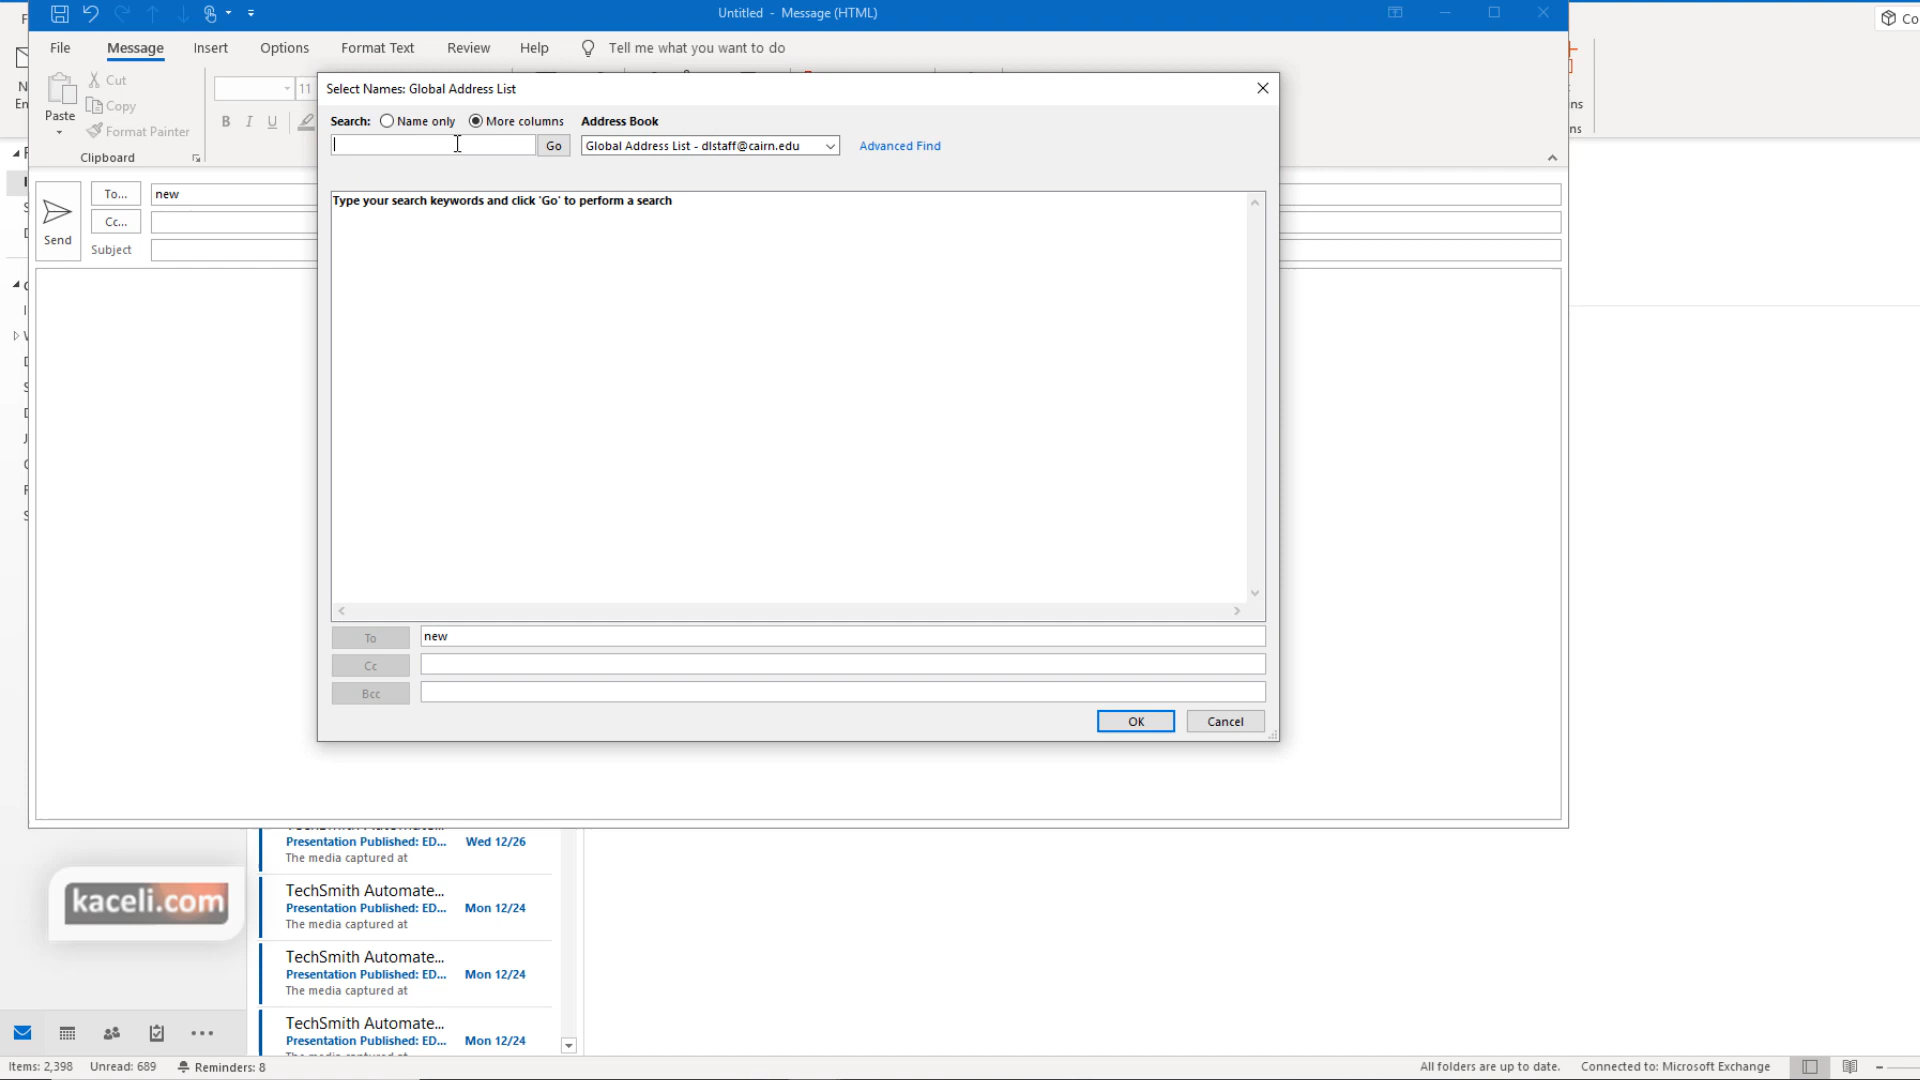 Untitled - Message (HTML)
Co
File Message Insert Options Format Text Review Help Tell me what you want to do
Paste
Cut
Copy
Format Painter
Clipboard
11
B I U
Select Names: Global Address List
Search: Name only More columns Address Book
Go Global Address List - dlstaff@cairn.edu Advanced Find
Type your search keywords and click 'Go' to perform a search
Send
To... new
Cc...
Subject
To new
Cc
Bcc
OK Cancel
Presentation Published: ED... Wed 12/26
The media captured at
TechSmith Automate...
Presentation Published: ED... Mon 12/24
The media captured at
TechSmith Automate...
Presentation Published: ED... Mon 12/24
The media captured at
TechSmith Automate...
Presentation Published: ED... Mon 12/24
kaceli.com
Items: 2,398 Unread: 689 Reminders: 8 All folders are up to date. Connected to: Microsoft Exchange